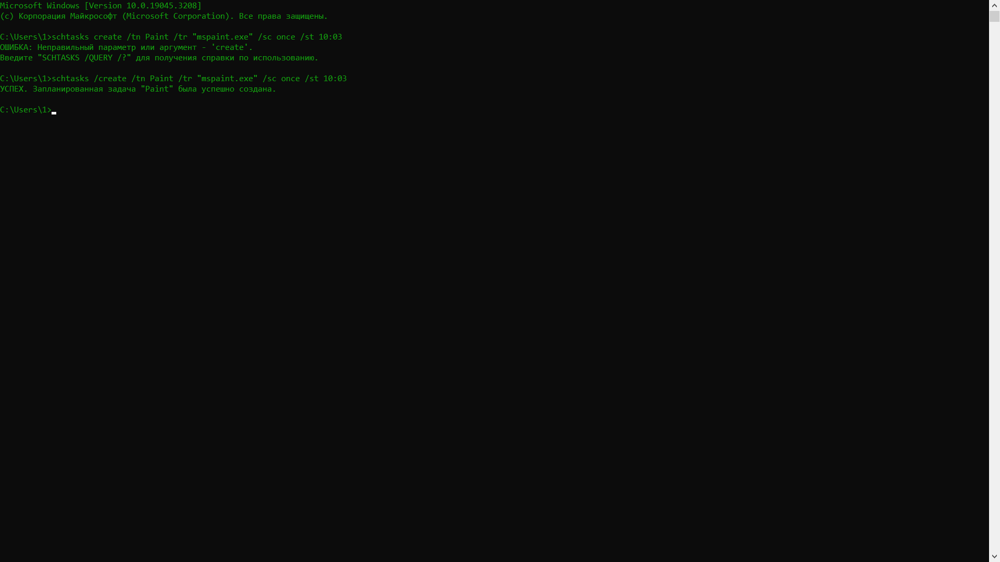 Microsoft Windows [Version 10.0.19045.3208]
(c) Корпорация Майкрософт (Microsoft Corporation). Все права защищены.
C:\Users\1>schtasks create /tn Paint /tr "mspaint.exe" /sc once /st 10:03
ОШИБКА: Неправильный параметр или аргумент - 'create'.
Введите "SCHTASKS /QUERY /?" для получения справки по использованию.
C:\Users\1>schtasks /create /tn Paint /tr "mspaint.exe" /sc once /st 10:03
УСПЕХ. Запланированная задача "Paint" была успешно создана.
C:\Users\1>